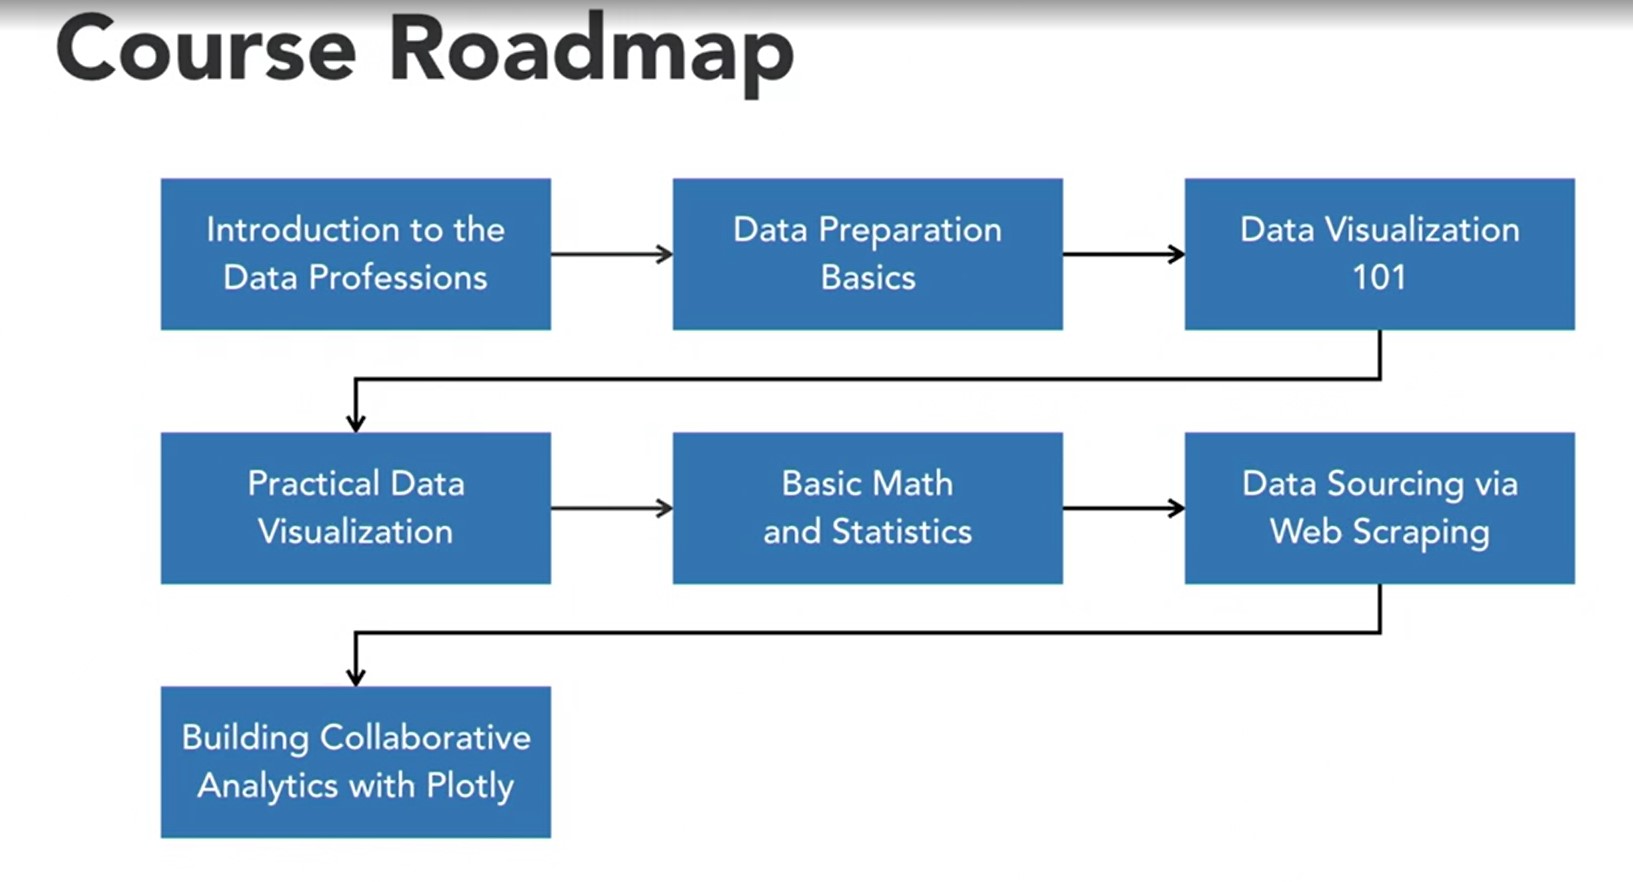 Course Roadmap
Introduction to the
Data Professions
Data Preparation
Basics
Data Visualization
101
Practical Data
Visualization
Basic Math
and Statistics
Data Sourcing via
Web Scraping
Building Collaborative
Analytics with Plotly